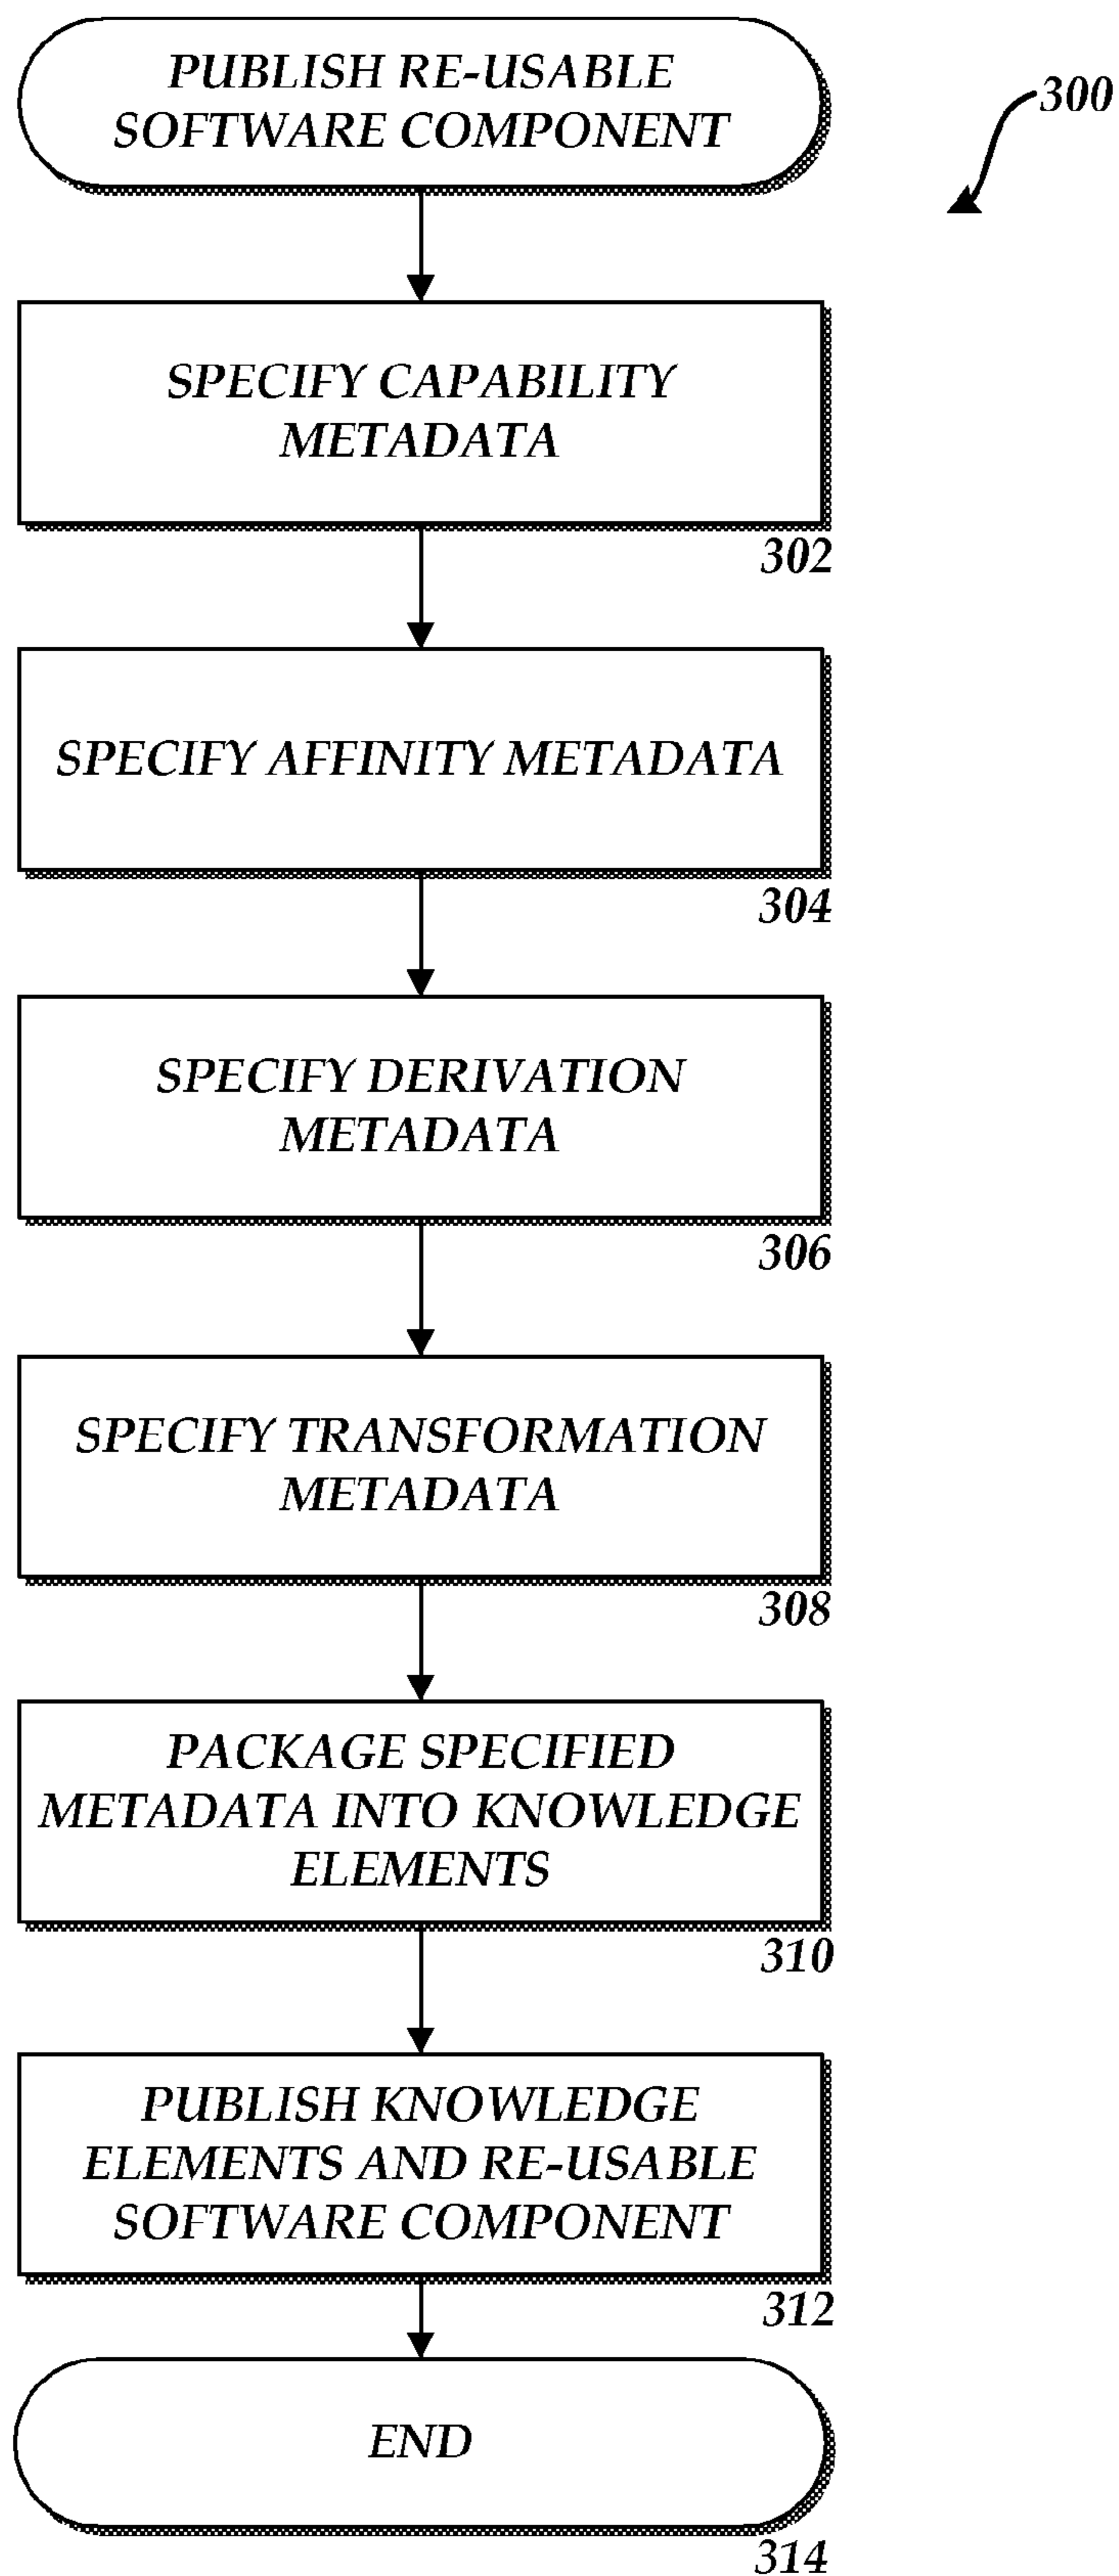 PUBLISH RE-USABLE
SOFTWARE COMPONENT
300
SPECIFY CAPABILITY
METADATA
302
SPECIFY AFFINITY METADATA
304
SPECIFY DERIVATION
METADATA
306
SPECIFY TRANSFORMATION
METADATA
308
PACKAGE SPECIFIED
METADATA INTO KNOWLEDGE
ELEMENTS
310
PUBLISH KNOWLEDGE
ELEMENTS AND RE-USABLE
SOFTWARE COMPONENT
312
END
314